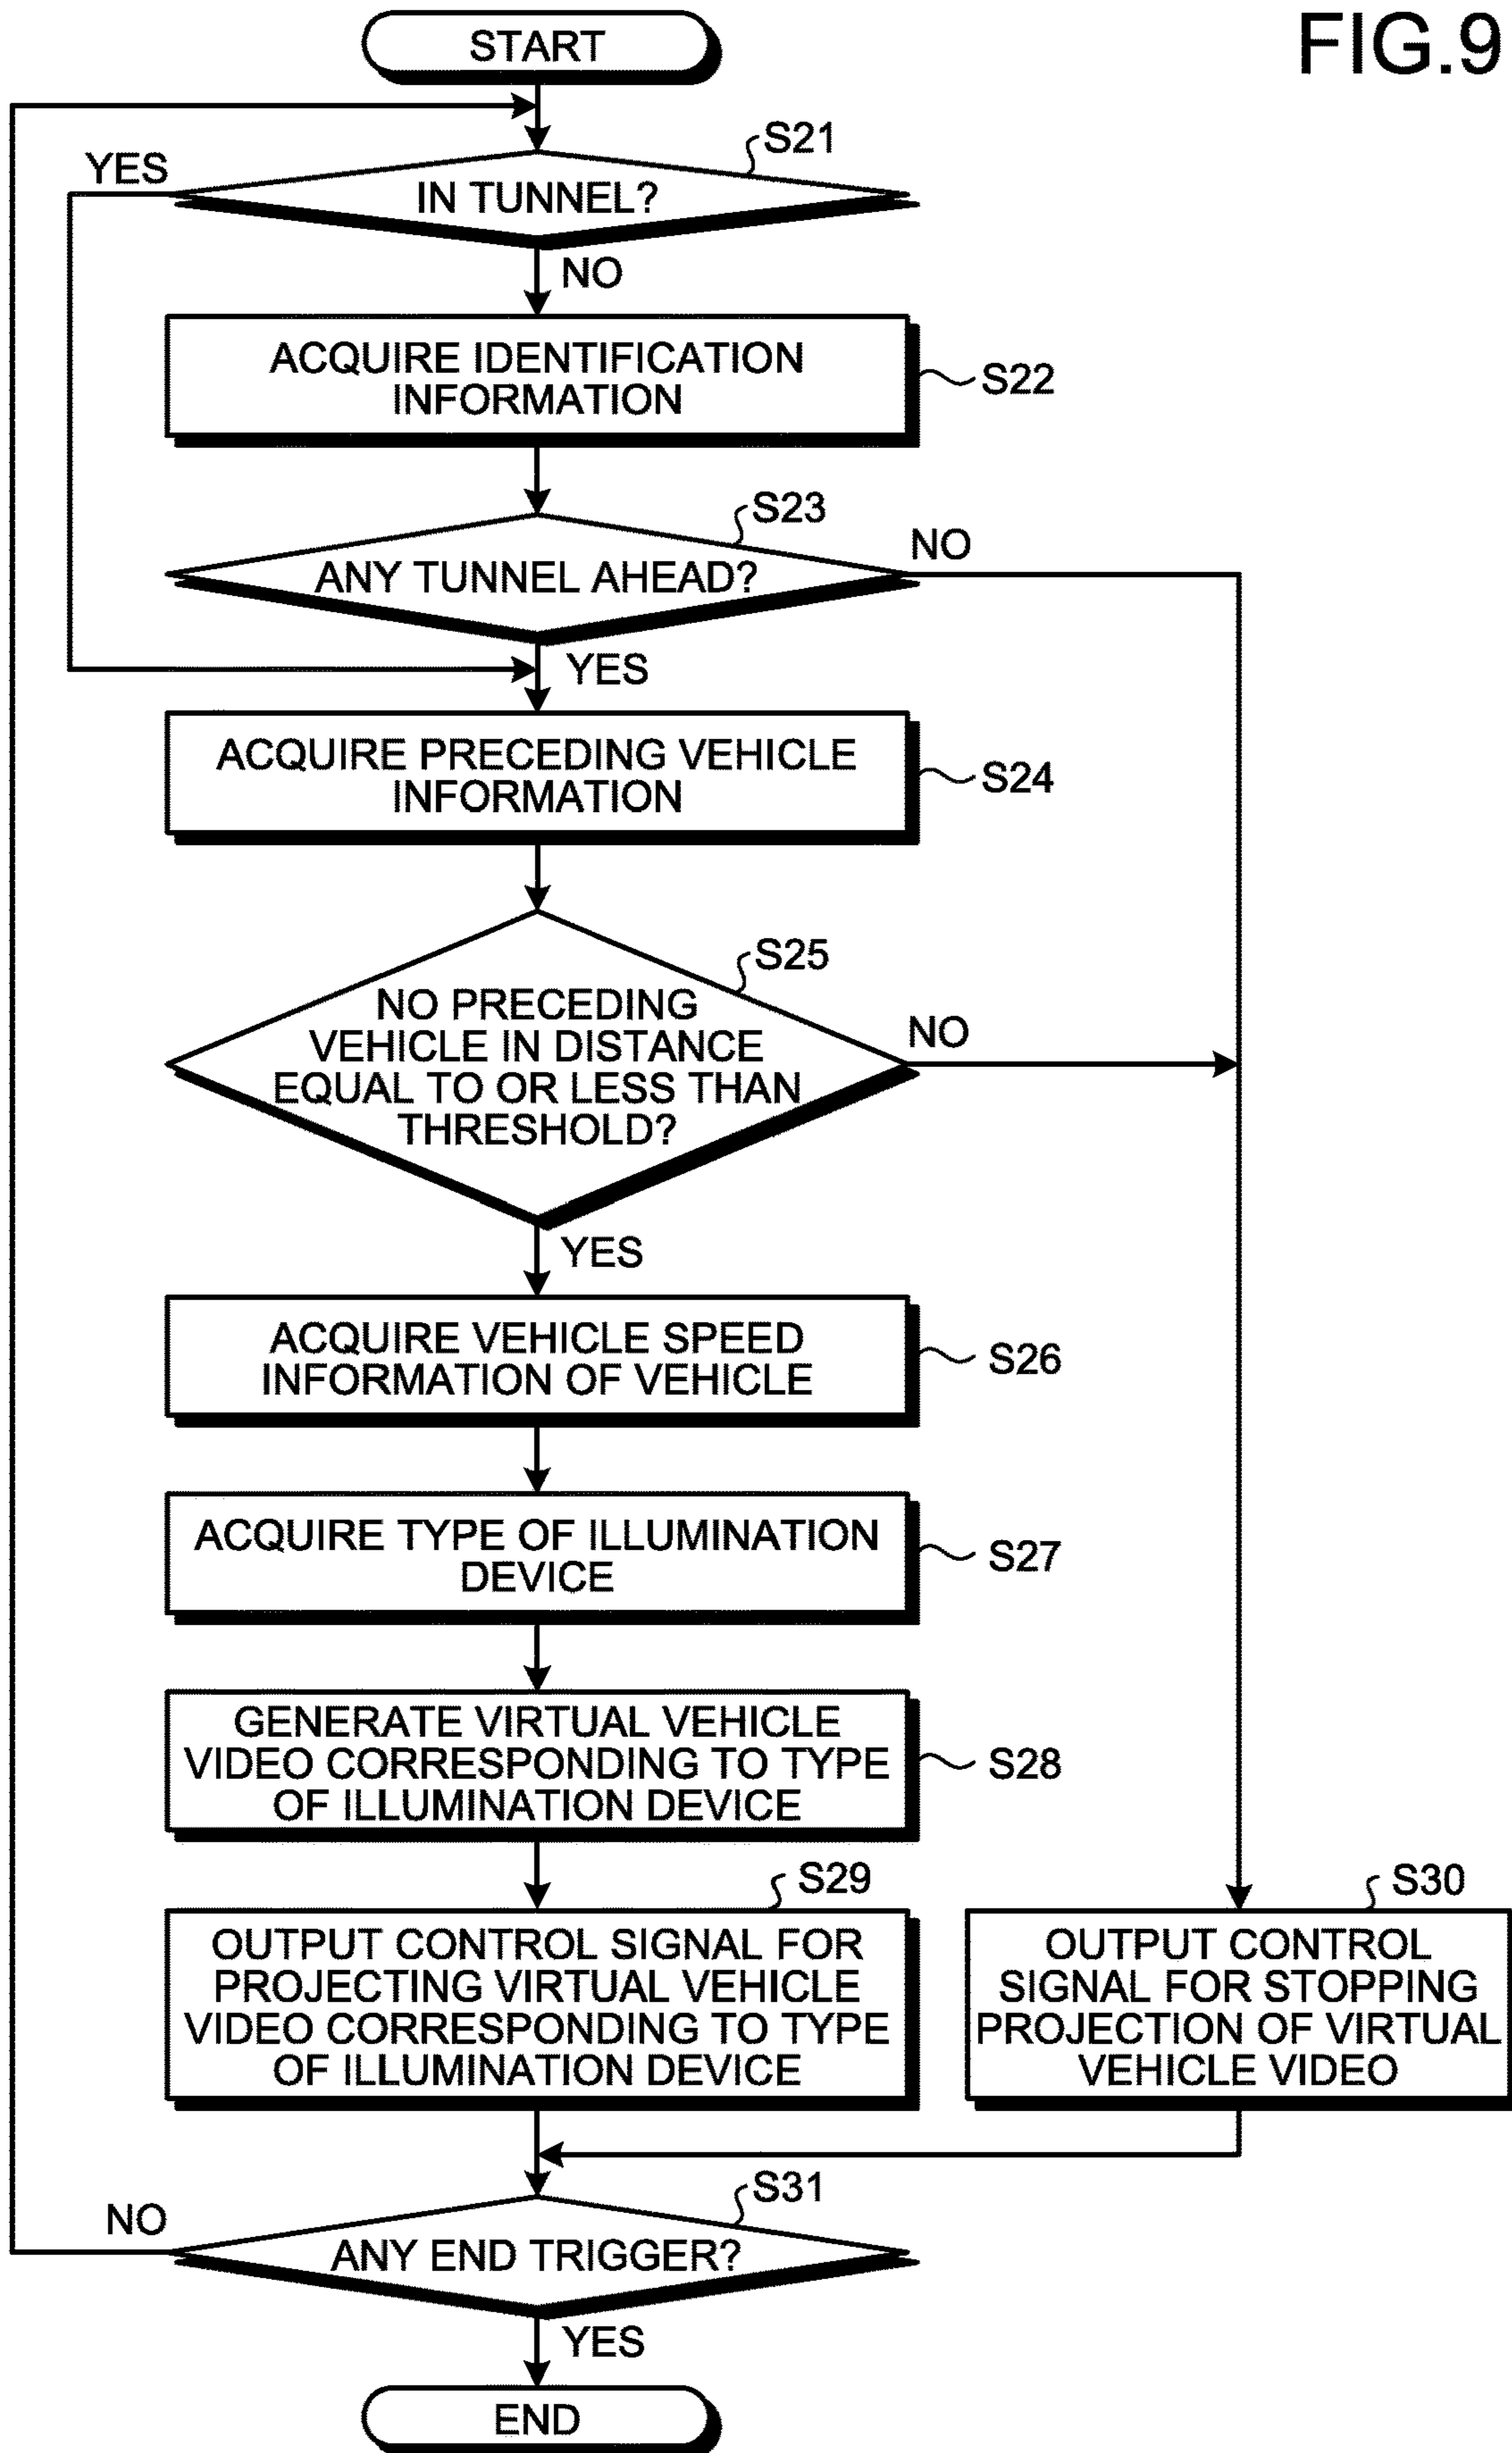 FIG.9
START
S21
YES
IN TUNNEL?
NO
ACQUIRE IDENTIFICATION
INFORMATION
S22
S23
NO
ANY TUNNEL AHEAD?
YES
ACQUIRE PRECEDING VEHICLE
INFORMATION
S24
S25
NO PRECEDING
VEHICLE IN DISTANCE
EQUAL TO OR LESS THAN
THRESHOLD?
NO
YES
ACQUIRE VEHICLE SPEED
INFORMATION OF VEHICLE
S26
ACQUIRE TYPE OF ILLUMINATION
DEVICE
S27
GENERATE VIRTUAL VEHICLE
VIDEO CORRESPONDING TO TYPE
OF ILLUMINATION DEVICE
S28
S29
OUTPUT CONTROL SIGNAL FOR
PROJECTING VIRTUAL VEHICLE
VIDEO CORRESPONDING TO TYPE
OF ILLUMINATION DEVICE
S30
OUTPUT CONTROL
SIGNAL FOR STOPPING
PROJECTION OF VIRTUAL
VEHICLE VIDEO
S31
NO
ANY END TRIGGER?
YES
END